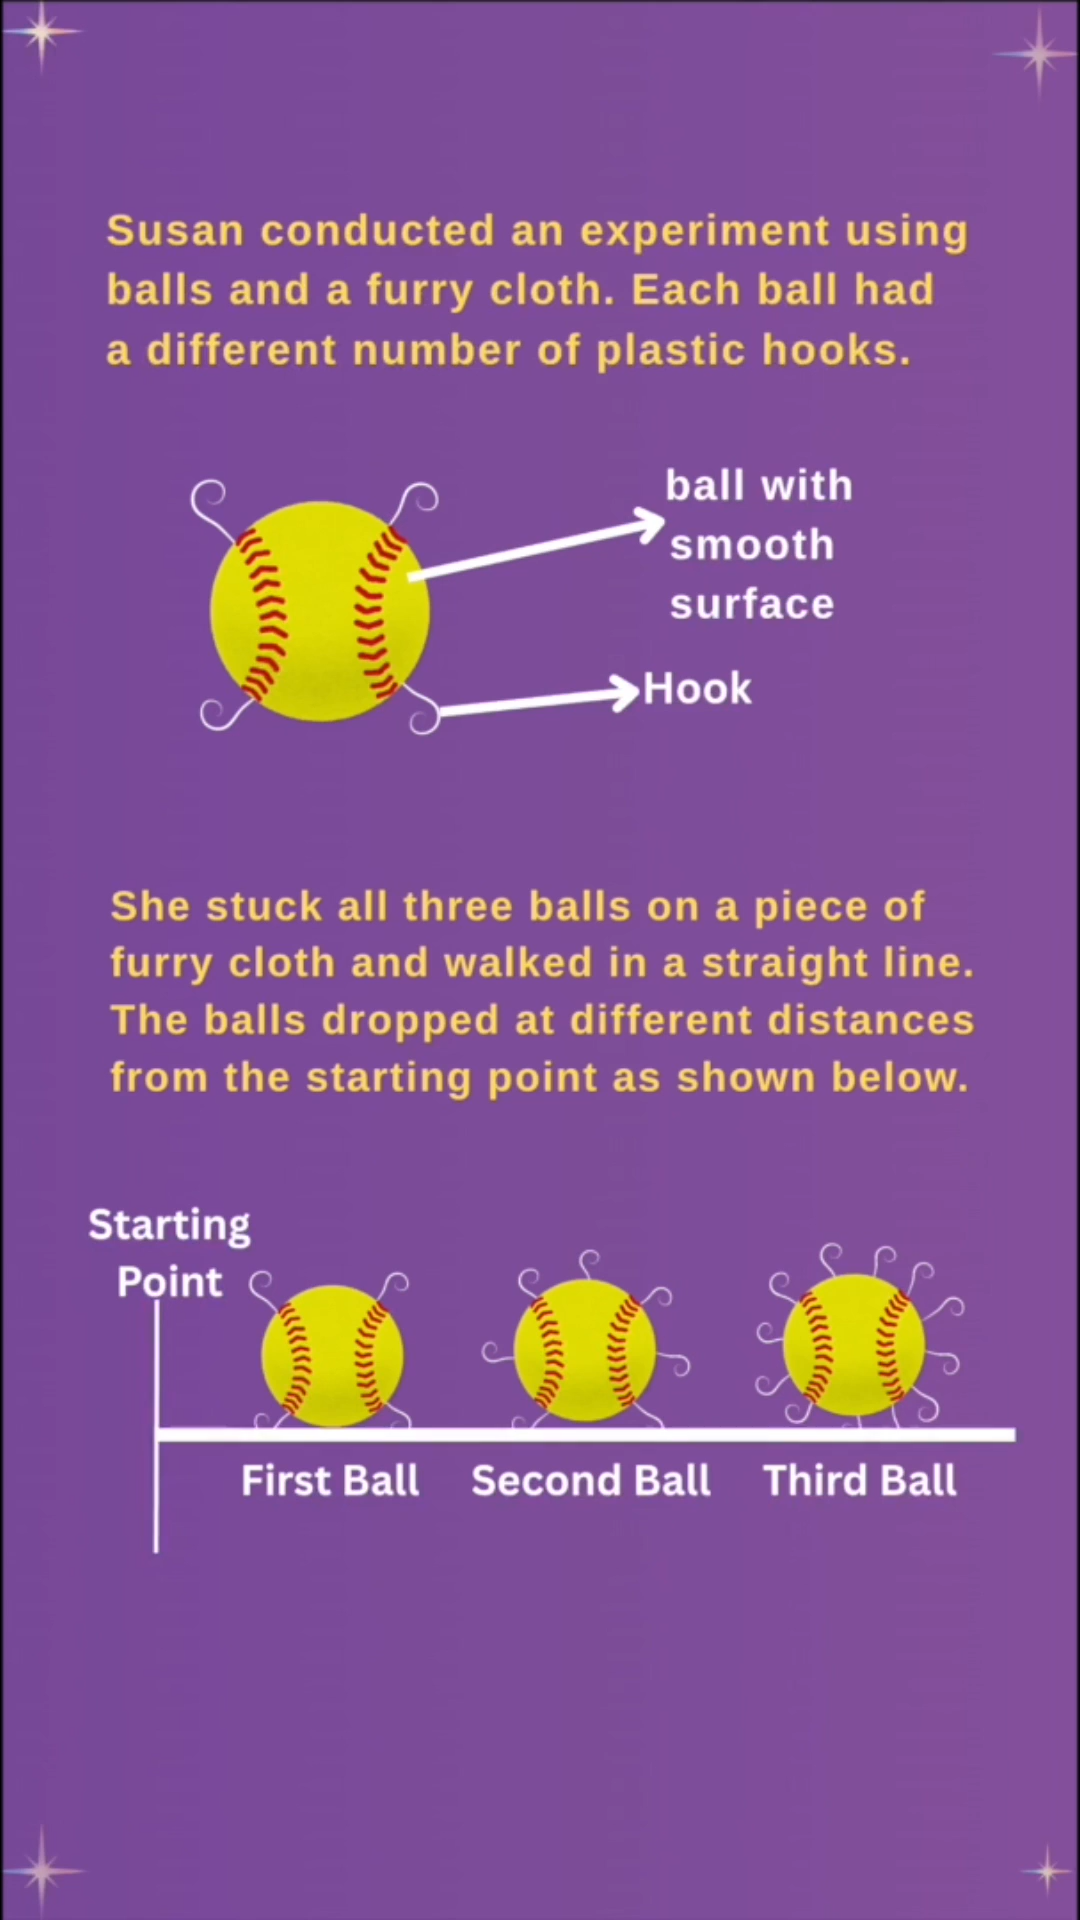 Susan conducted an experiment using
balls and a furry cloth. Each ball had
a different number of plastic hooks.
ball with
smooth
surface
Hook
She stuck all three balls on a piece of
furry cloth and walked in a straight line.
The balls dropped at different distances
from the starting point as shown below.
Starting
Point
First Ball
Second Ball
Third Ball